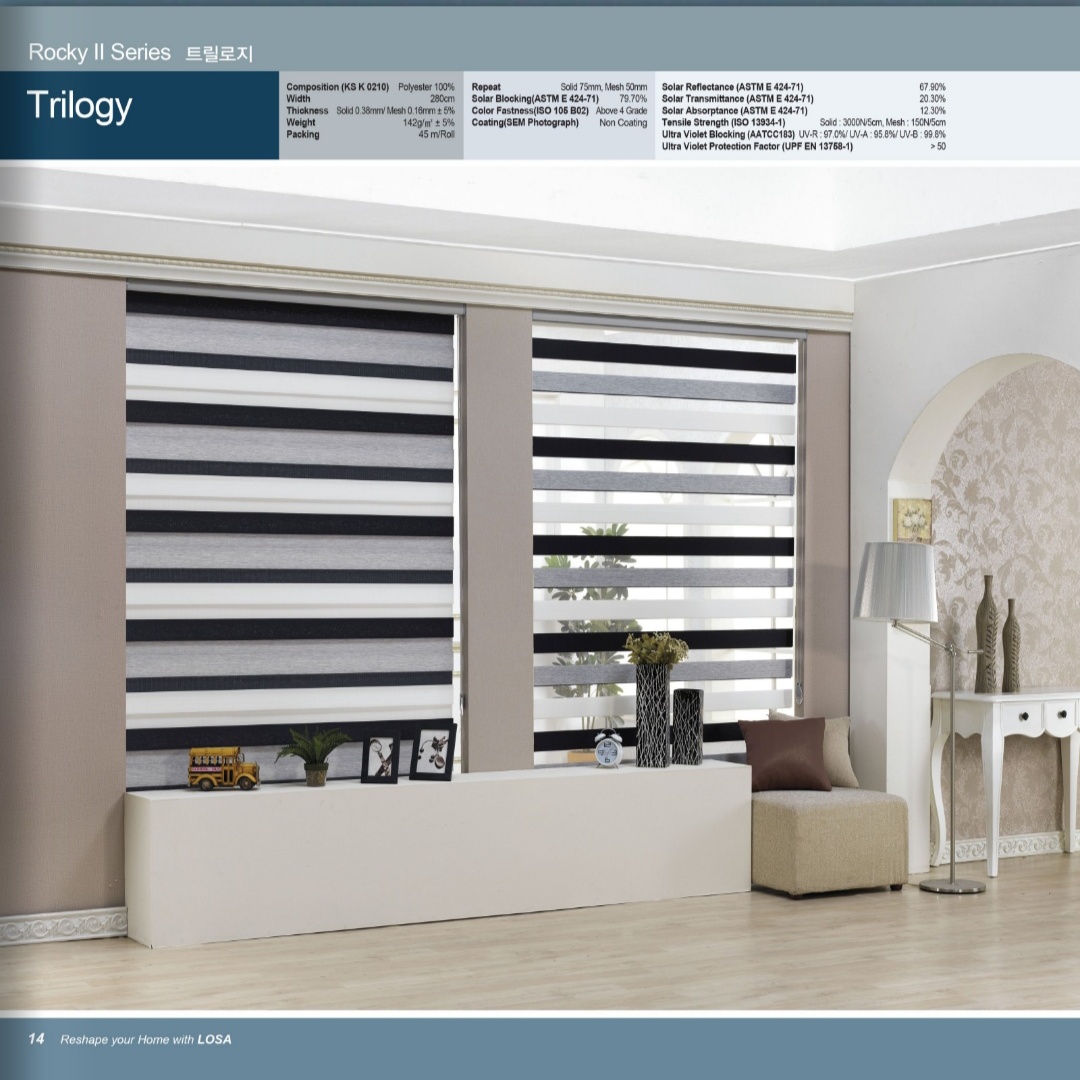 Rocky II Series 트릴로지
Trilogy
Composition (KS K 0210) Polyester 100%
Width 280cm
Thickness Solid 0.38mm/ Mesh 0.16mm ± 5%
Weight 142g/㎡ ± 5%
Packing 45 m/Roll
Repeat Solid 75mm, Mesh 50mm
Solar Blocking(ASTM E 424-71) 79.70%
Color Fastness(ISO 105 B02) Above 4 Grade
Coating(SEM Photograph) Non Coating
Solar Reflectance (ASTM E 424-71) 67.90%
Solar Transmittance (ASTM E 424-71) 20.30%
Solar Absorptance (ASTM E 424-71) 12.30%
Tensile Strength (ISO 13934-1) Solid : 3000N/5cm, Mesh : 150N/5cm
Ultra Violet Blocking (AATCC183) UV-R : 97.0%/ UV-A : 95.8%/ UV-B : 99.8%
Ultra Violet Protection Factor (UPF EN 13758-1) > 50
14 Reshape your Home with LOSA